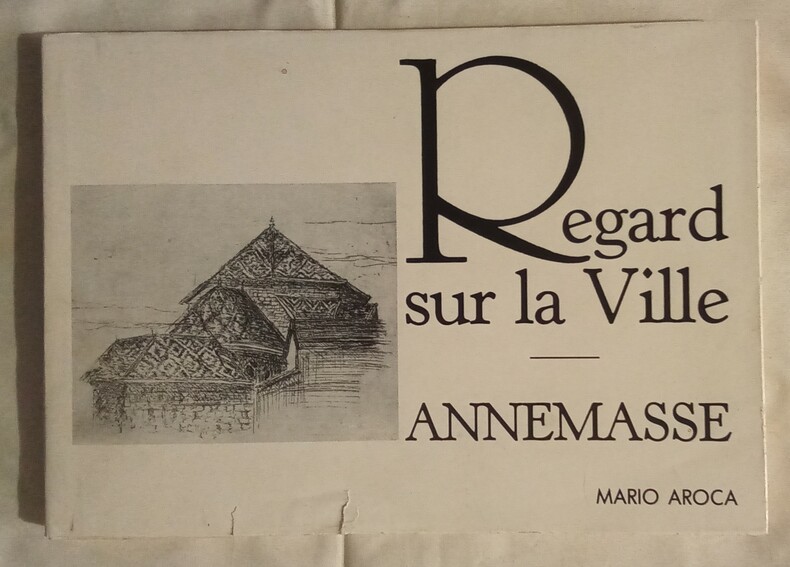 Regard
sur la Ville
ANNEMASSE
MARIO AROCA